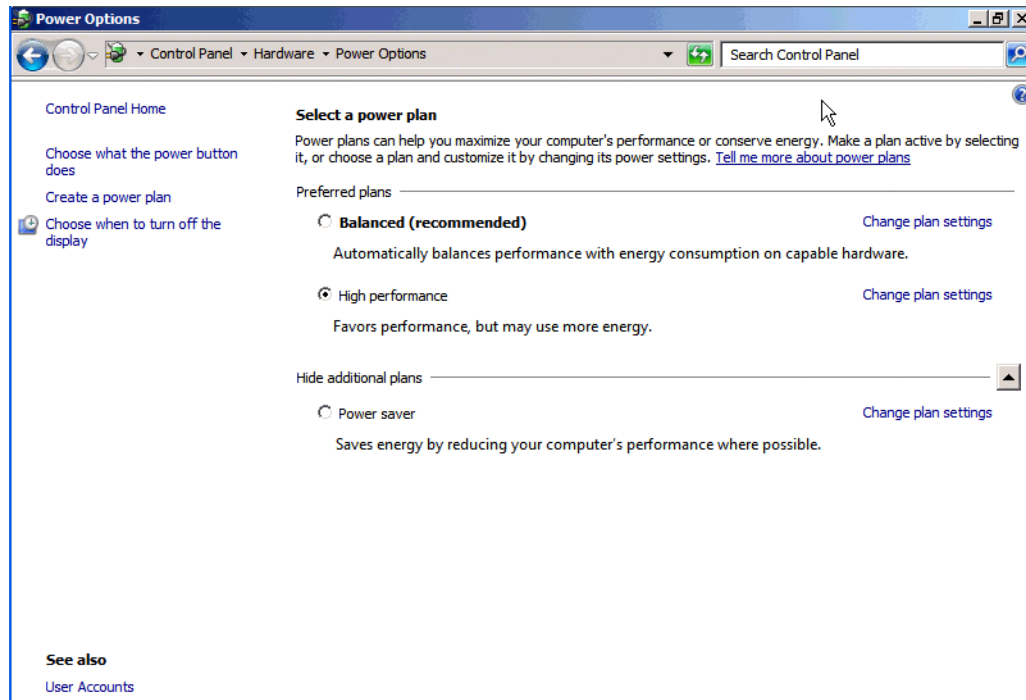 Power Options
Control Panel Hardware Power Options
Search Control Panel
Control Panel Home
Choose what the power button
does
Create a power plan
Choose when to turn off the
display
Select a power plan
Power plans can help you maximize your computer's performance or conserve energy. Make a plan active by selecting
it, or choose a plan and customize it by changing its power settings. Tell me more about power plans
Preferred plans
Balanced (recommended) Change plan settings
Automatically balances performance with energy consumption on capable hardware.
High performance Change plan settings
Favors performance, but may use more energy.
Hide additional plans
Power saver Change plan settings
Saves energy by reducing your computer's performance where possible.
See also
User Accounts